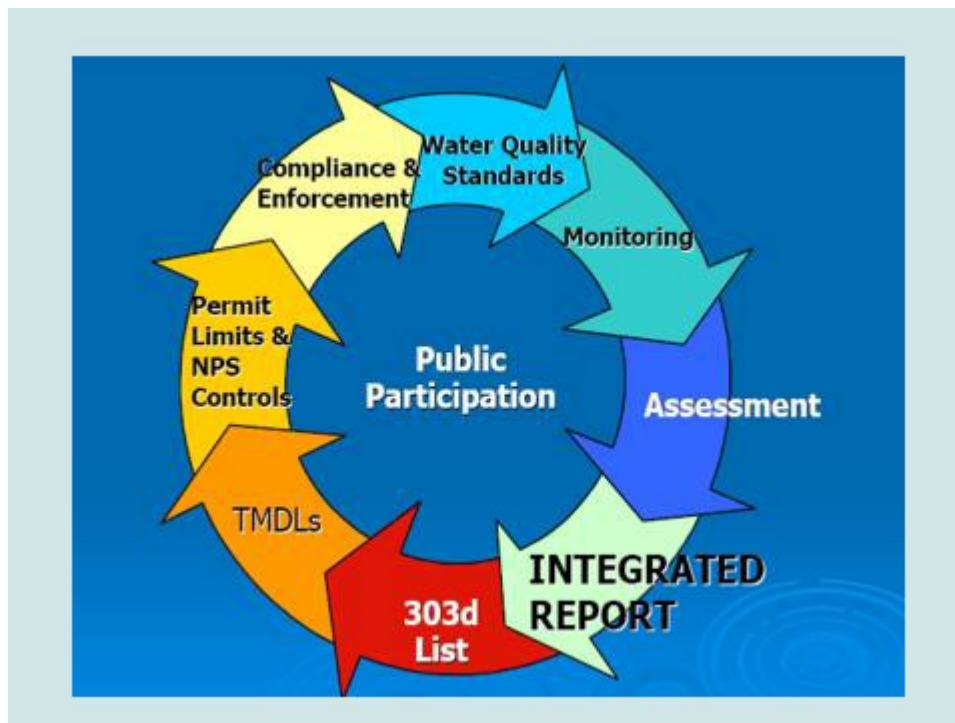 Water Quality
Standards
Monitoring
Assessment
INTEGRATED
REPORT
303d
List
TMDLs
Permit
Limits &
NPS
Controls
Compliance &
Enforcement
Public
Participation